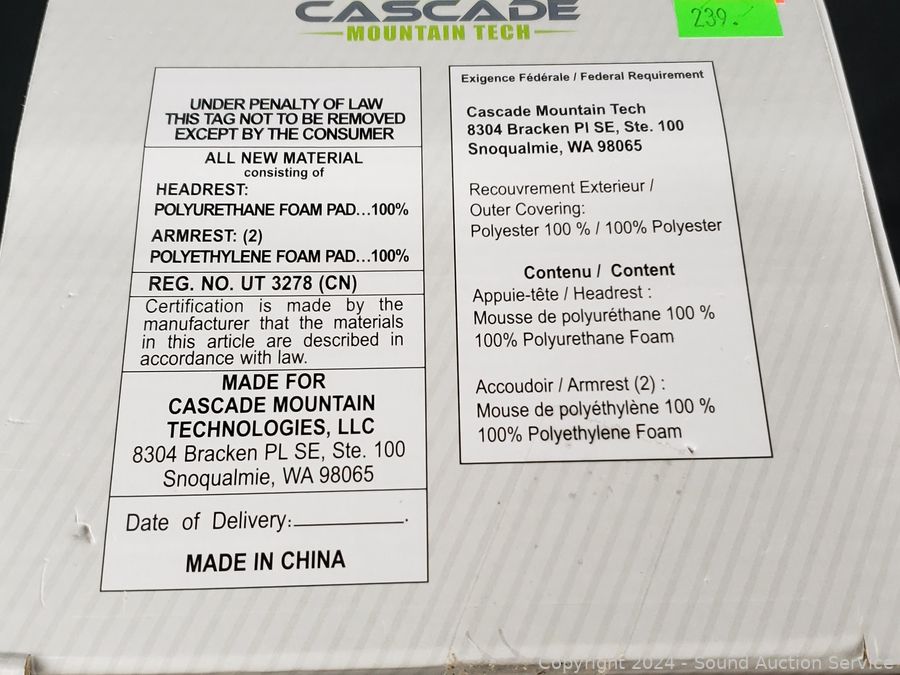 CASCADE
MOUNTAIN TECH
239.
UNDER PENALTY OF LAW
THIS TAG NOT TO BE REMOVED
EXCEPT BY THE CONSUMER
ALL NEW MATERIAL
consisting of
HEADREST:
POLYURETHANE FOAM PAD...100%
ARMREST: (2)
POLYETHYLENE FOAM PAD...100%
REG. NO. UT 3278 (CN)
Certification is made by the
manufacturer that the materials
in this article are described in
accordance with law.
MADE FOR
CASCADE MOUNTAIN
TECHNOLOGIES, LLC
8304 Bracken PL SE, Ste. 100
Snoqualmie, WA 98065
Date of Delivery:__________.
MADE IN CHINA
Exigence Fédérale / Federal Requirement
Cascade Mountain Tech
8304 Bracken Pl SE, Ste. 100
Snoqualmie, WA 98065
Recouvrement Exterieur /
Outer Covering:
Polyester 100 % / 100% Polyester
Contenu / Content
Appuie-tête / Headrest :
Mousse de polyuréthane 100 %
100% Polyurethane Foam
Accoudoir / Armrest (2) :
Mouse de polyéthylène 100 %
100% Polyethylene Foam
Copyright 2024 - Sound Auction Service